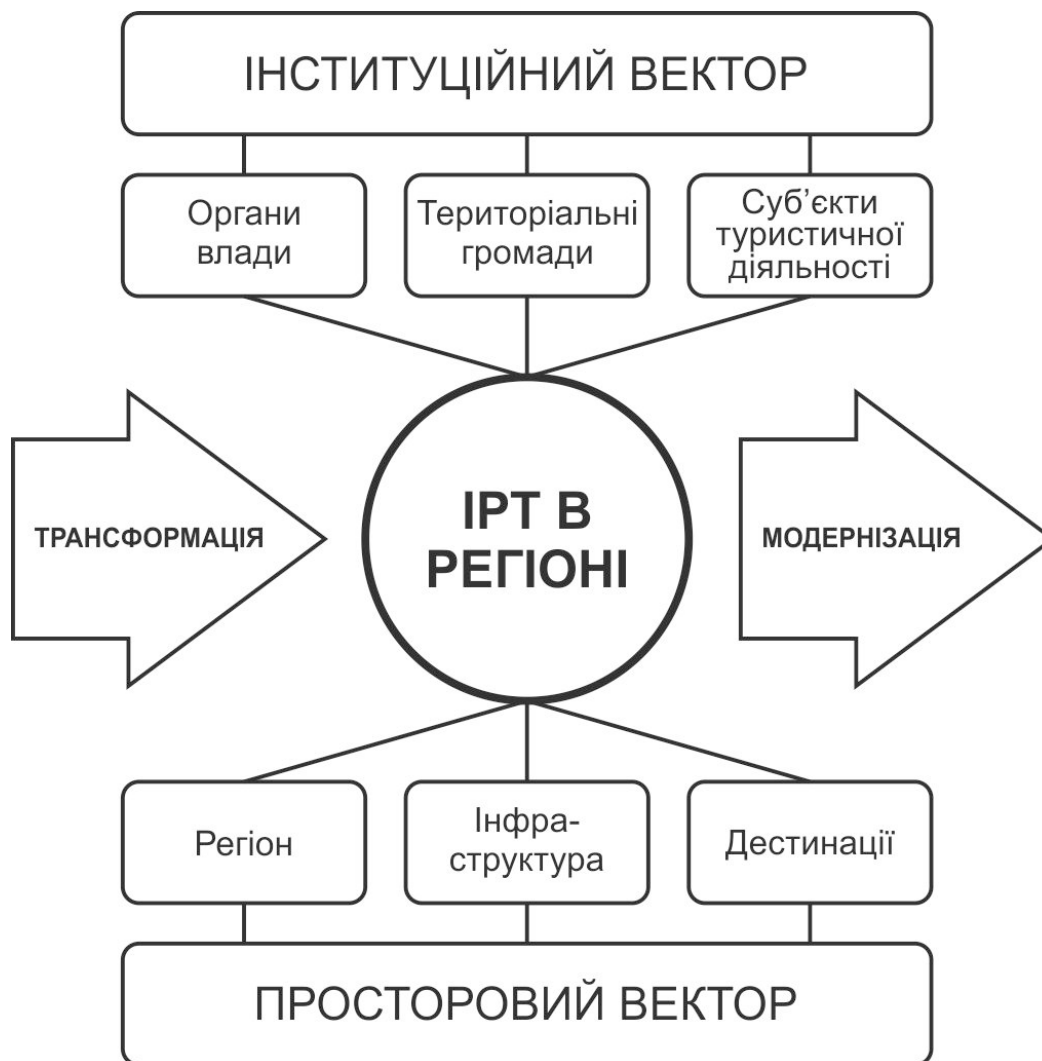 ІНСТИТУЦІЙНИЙ ВЕКТОР
Органи
влади
Територіальні
громади
Суб’єкти
туристичної
діяльності
ТРАНСФОРМАЦІЯ
ІРТ В
РЕГІОНІ
МОДЕРНІЗАЦІЯ
Регіон
Інфра-
структура
Дестинації
ПРОСТОРОВИЙ ВЕКТОР